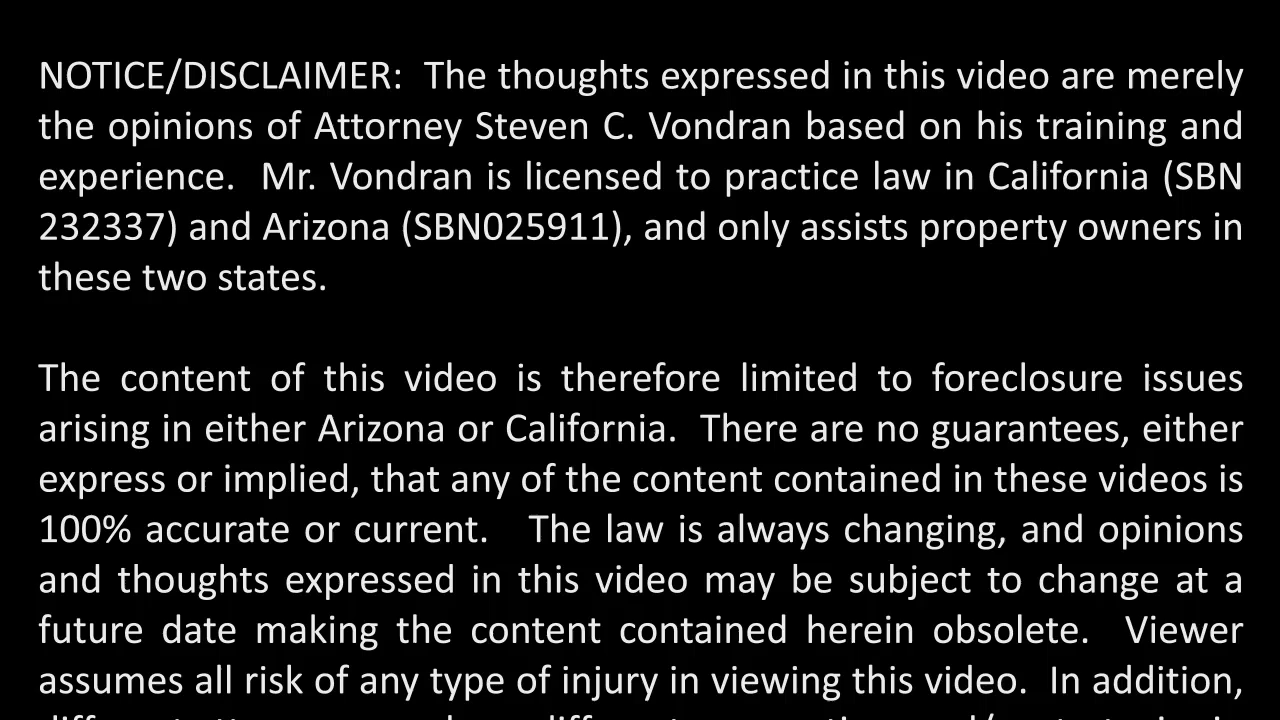 NOTICE/DISCLAIMER:  The thoughts expressed in this video are merely
the opinions of Attorney Steven C. Vondran based on his training and
experience.  Mr. Vondran is licensed to practice law in California (SBN
232337) and Arizona (SBN025911), and only assists property owners in
these two states.
The content of this video is therefore limited to foreclosure issues
arising in either Arizona or California.  There are no guarantees, either
express or implied, that any of the content contained in these videos is
100% accurate or current.   The law is always changing, and opinions
and thoughts expressed in this video may be subject to change at a
future date making the content contained herein obsolete.  Viewer
assumes all risk of any type of injury in viewing this video.  In addition,